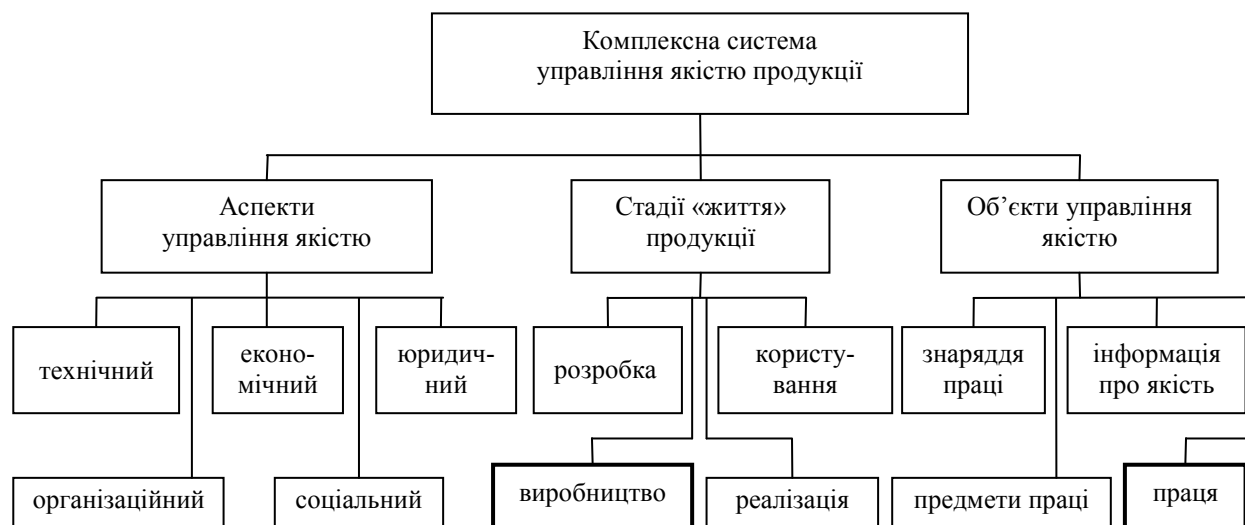 Комплексна система
управління якістю продукції
Аспекти
управління якістю
Стадії «життя»
продукції
Об’єкти управління
якістю
технічний
еконо-
мічний
юридич-
ний
розробка
користу-
вання
знаряддя
праці
інформація
про якість
організаційний
соціальний
виробництво
реалізація
предмети праці
праця